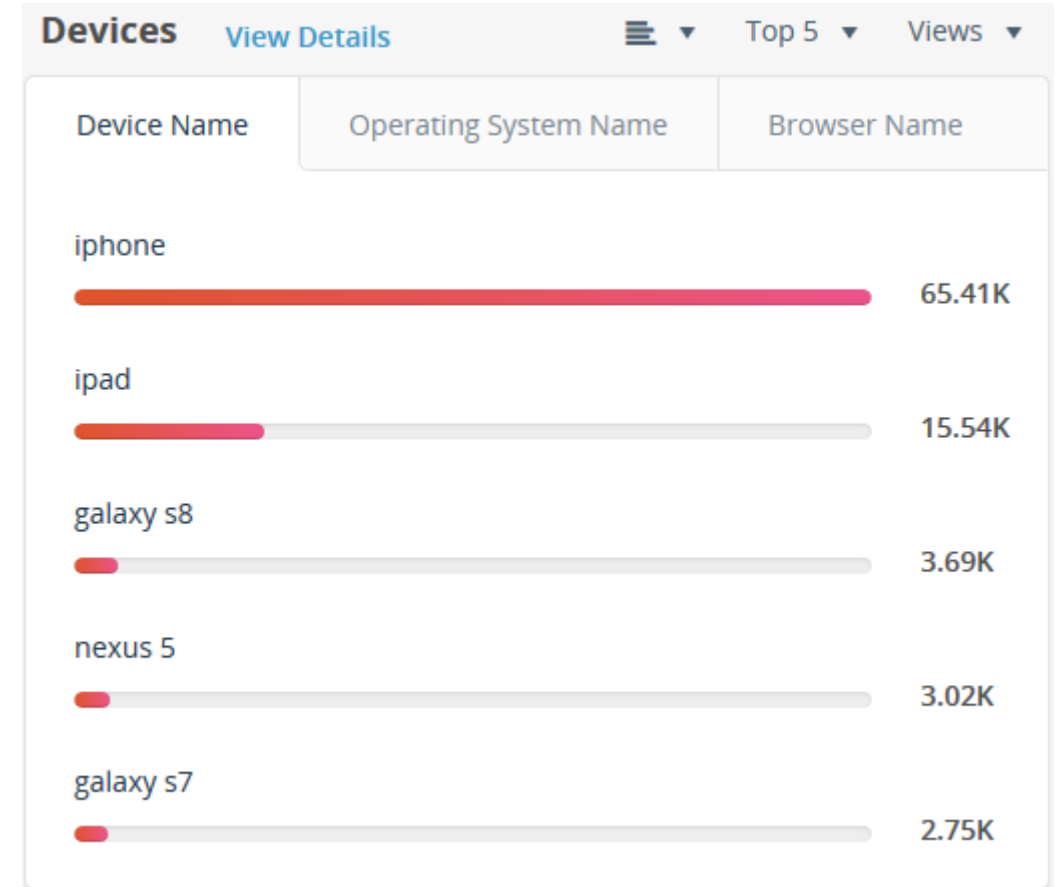 Devices View Details Top 5 Views
Device Name Operating System Name Browser Name
iphone
65.41K
ipad
15.54K
galaxy s8
3.69K
nexus 5
3.02K
galaxy s7
2.75K